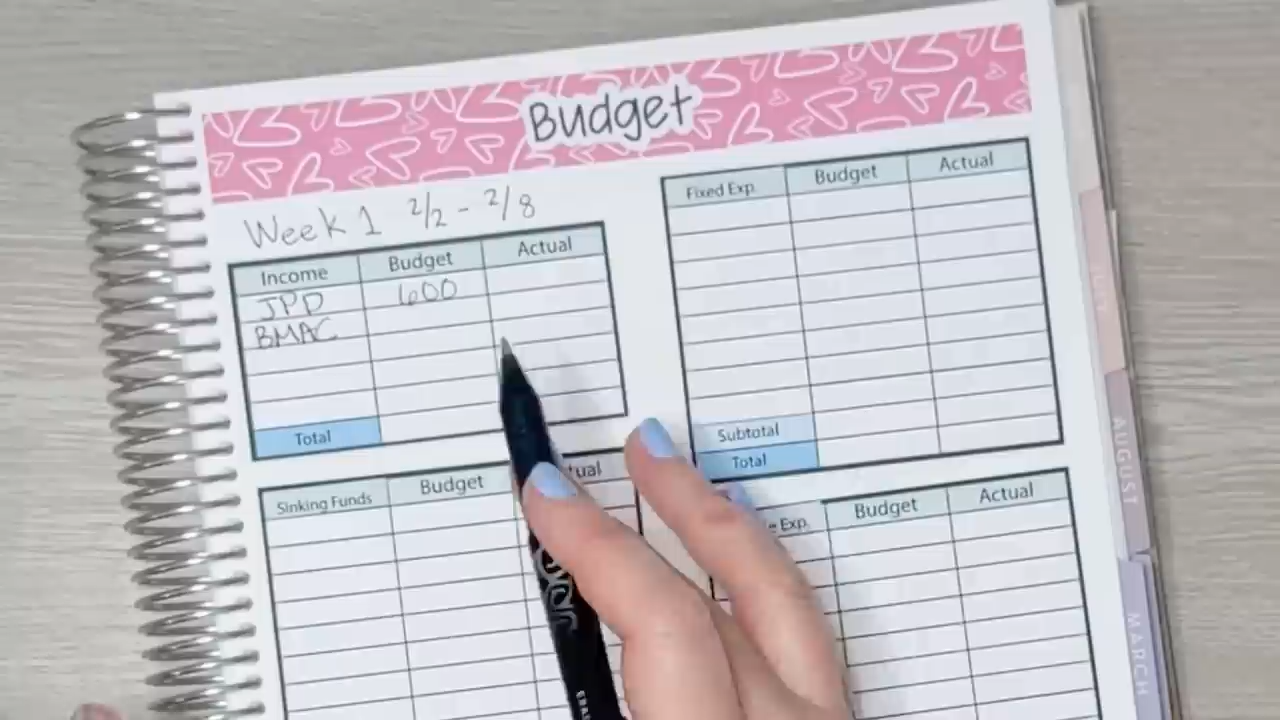 Budget
Week 1 2/2 - 2/8
Income Budget Actual
JPD 600
BMAC
Total
Fixed Exp. Budget Actual
Subtotal
Total
Sinking Funds Budget
Exp. Budget Actual
AUGUST
MARCH